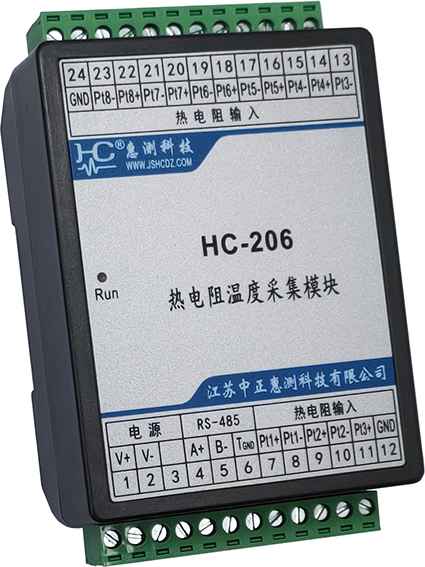 24 23 22 21 20 19 18 17 16 15 14 13
GND Pt8- Pt8+ Pt7- Pt7+ Pt6- Pt6+ Pt5- Pt5+ Pt4- Pt4+ Pt3-
热电阻输入
HC® 惠测科技
WWW.JSHCDZ.COM
HC-206
Run
热电阻温度采集模块
江苏中正惠测科技有限公司
电源 RS-485 热电阻输入
V+ V- A+ B- TGND Pt1+ Pt1- Pt2+ Pt2- Pt3+ GND
1 2 3 4 5 6 7 8 9 10 11 12